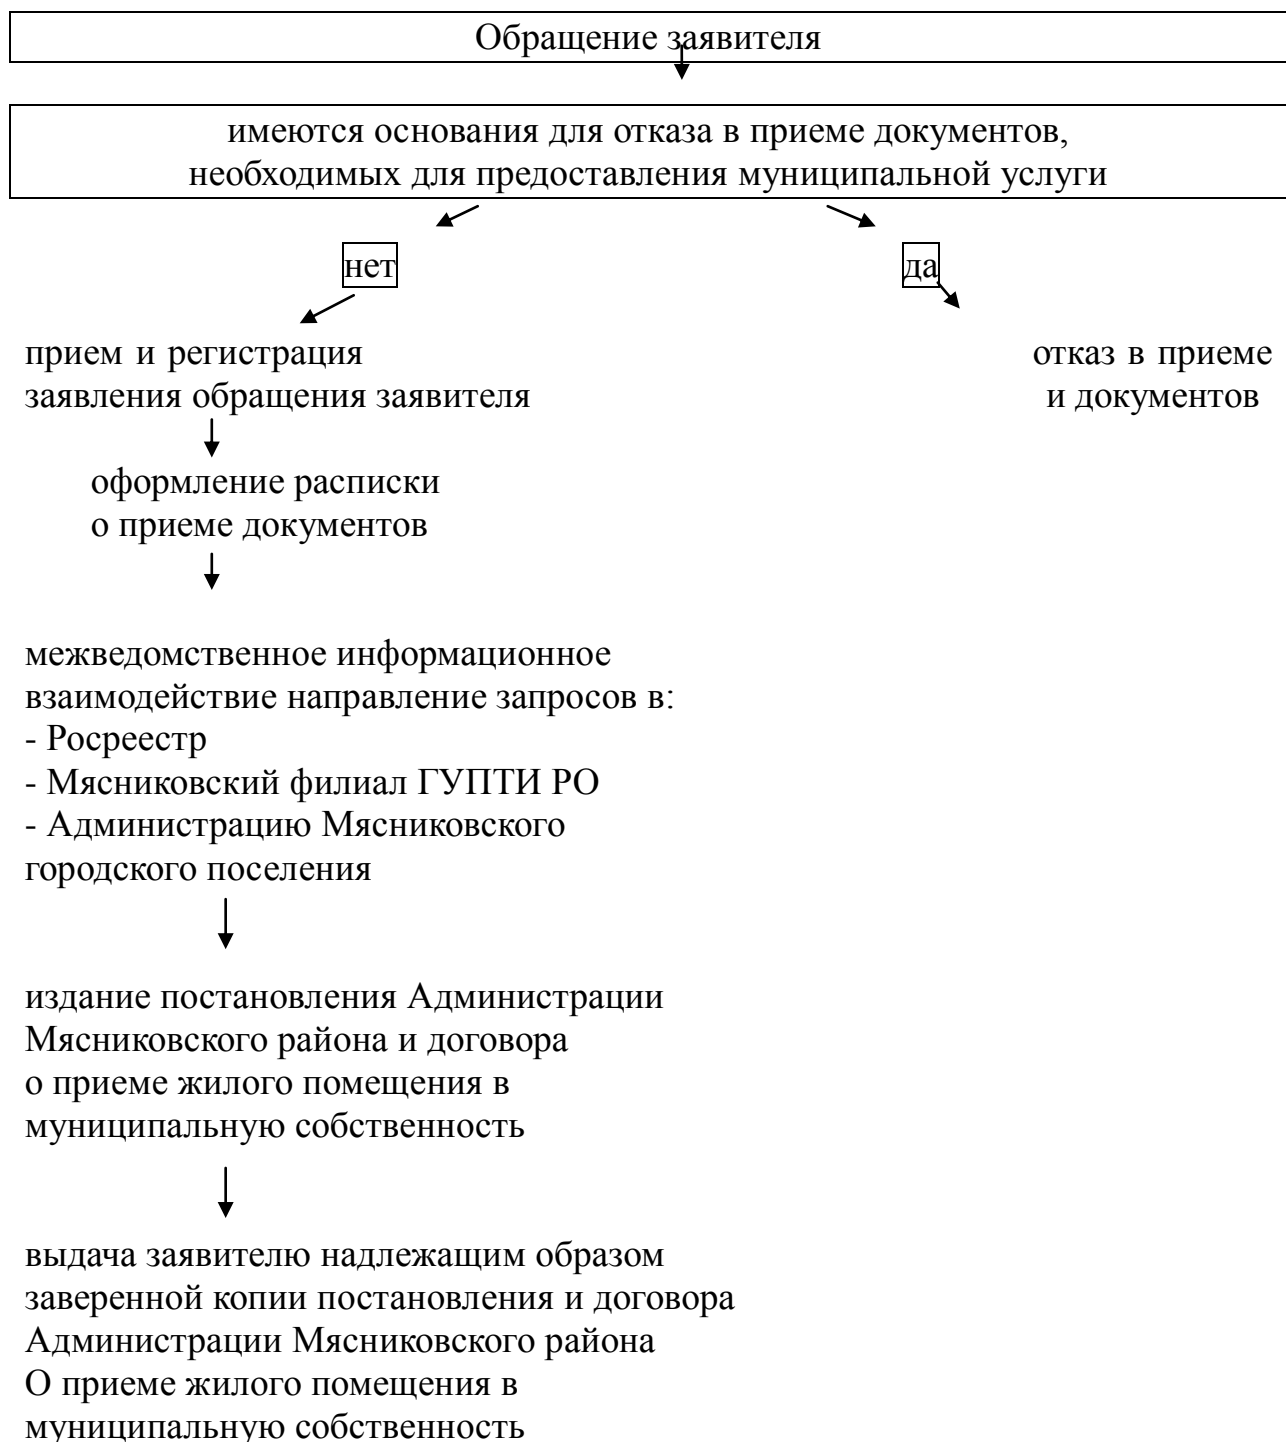 Обращение заявителя
имеются основания для отказа в приеме документов,
необходимых для предоставления муниципальной услуги
нет
да
прием и регистрация
заявления обращения заявителя
отказ в приеме
и документов
оформление расписки
о приеме документов
межведомственное информационное
взаимодействие направление запросов в:
- Росреестр
- Мясниковский филиал ГУПТИ РО
- Администрацию Мясниковского
городского поселения
издание постановления Администрации
Мясниковского района и договора
о приеме жилого помещения в
муниципальную собственность
выдача заявителю надлежащим образом
заверенной копии постановления и договора
Администрации Мясниковского района
О приеме жилого помещения в
муниципальную собственность